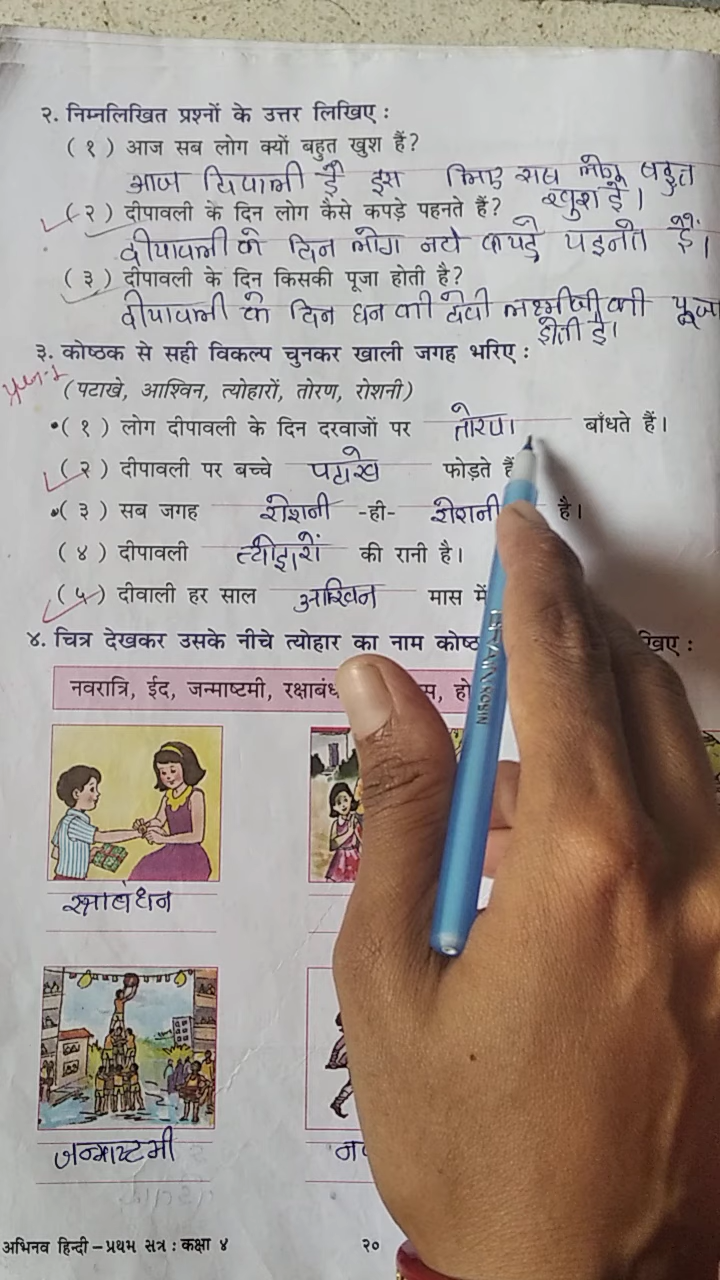 २. निम्नलिखित प्रश्नों के उत्तर लिखिए :
(१) आज सब लोग क्यों बहुत खुश हैं?
आज दिपाली है इस लिए सब लोग बहुत
खुश है।
(२) दीपावली के दिन लोग कैसे कपड़े पहनते हैं?
दीपावली के दिन लोग नये कपड़े पहनते हैं।
(३) दीपावली के दिन किसकी पूजा होती है?
दीपावली के दिन धन की देवी लक्ष्मीजी की पूजा
होती है।
३. कोष्ठक से सही विकल्प चुनकर खाली जगह भरिए :
(पटाखे, आश्विन, त्योहारों, तोरण, रोशनी)
(१) लोग दीपावली के दिन दरवाजों पर तोरण बाँधते हैं।
(२) दीपावली पर बच्चे पटाखे फोड़ते हैं
(३) सब जगह रोशनी -ही- रोशनी है।
(४) दीपावली त्योहारों की रानी है।
(५) दीवाली हर साल आश्विन मास में
४. चित्र देखकर उसके नीचे त्योहार का नाम
नवरात्रि, ईद, जन्माष्टमी,
रक्षाबंधन
जन्माष्टमी
अभिनव हिन्दी – प्रथम सत्र : कक्षा ४ २०